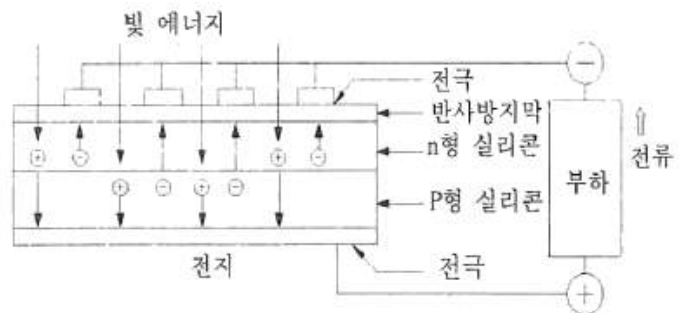 빛 에너지
전극
반사방지막
n형 실리콘
P형 실리콘
전극
전지
−
부하
전류
+
+ − + − + −
+ − + −